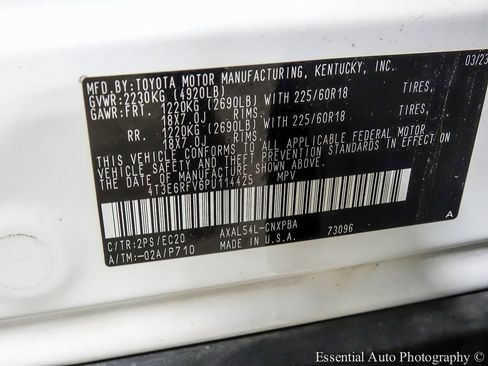 MFD. BY: TOYOTA MOTOR MANUFACTURING, KENTUCKY, INC. 03/23
GVWR: 2230KG (4920LB)
GAWR: FRT. 1220KG (2690LB) WITH 225/60R18 TIRES,
18X7.0J RIMS.
RR. 1220KG (2690LB) WITH 225/60R18 TIRES,
18X7.0J RIMS.
THIS VEHICLE CONFORMS TO ALL APPLICABLE FEDERAL MOTOR
VEHICLE SAFETY AND THEFT PREVENTION STANDARDS IN EFFECT ON
THE DATE OF MANUFACTURE SHOWN ABOVE.
4T3E6RFV6PU114425 MPV
C/TR: 2PS/EC20 AXAL54L-CNXPBA
A/TM: -02A/P710 MADE IN U.S.A. 73096 A
Essential Auto Photography ©